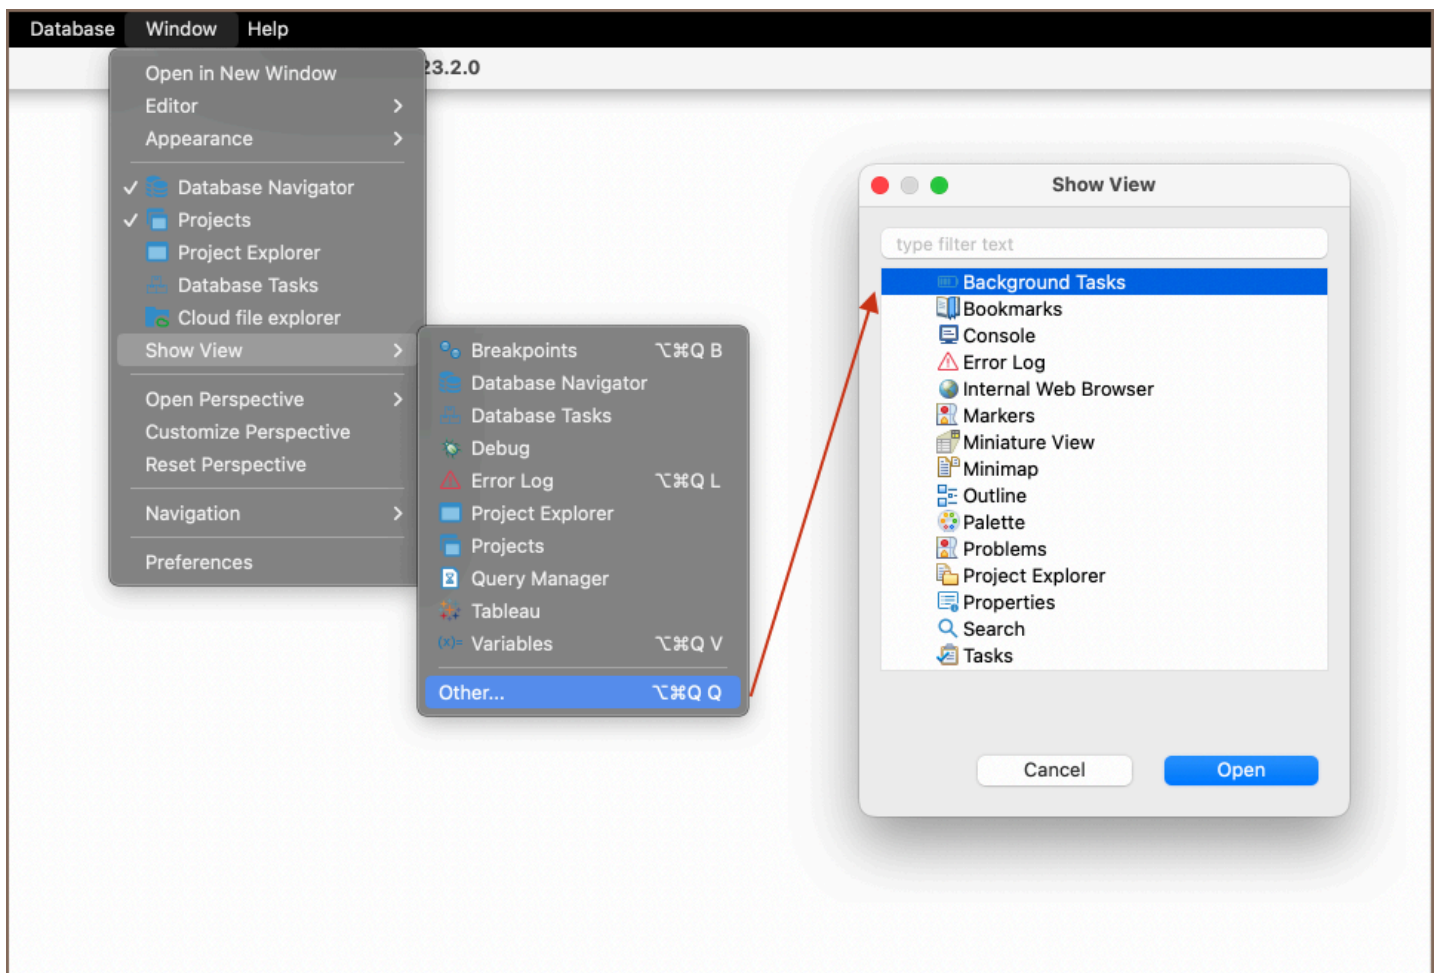 Database Window Help
23.2.0
Open in New Window
Editor
Appearance
Database Navigator
Projects
Project Explorer
Database Tasks
Cloud file explorer
Show View
Open Perspective
Customize Perspective
Reset Perspective
Navigation
Preferences
Breakpoints ⌥⌘Q B
Database Navigator
Database Tasks
Debug
Error Log ⌥⌘Q L
Project Explorer
Projects
Query Manager
Tableau
(x)= Variables ⌥⌘Q V
Other... ⌥⌘Q Q
Show View
type filter text
Background Tasks
Bookmarks
Console
Error Log
Internal Web Browser
Markers
Miniature View
Minimap
Outline
Palette
Problems
Project Explorer
Properties
Search
Tasks
Cancel Open